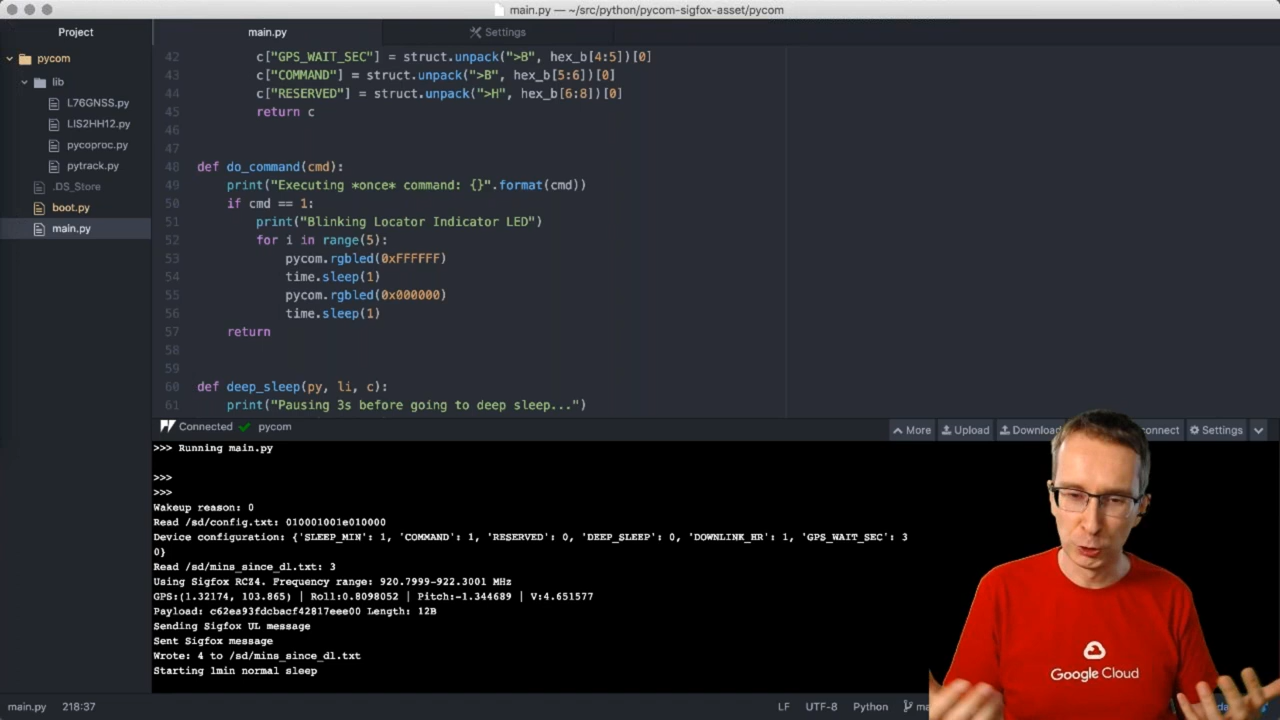 main.py — ~/src/python/pycom-sigfox-asset/pycom
Project
main.py
Settings
pycom
lib
L76GNSS.py
LIS2HH12.py
pycoproc.py
pytrack.py
.DS_Store
boot.py
main.py
42 c["GPS_WAIT_SEC"] = struct.unpack(">B", hex_b[4:5])[0]
43 c["COMMAND"] = struct.unpack(">B", hex_b[5:6])[0]
44 c["RESERVED"] = struct.unpack(">H", hex_b[6:8])[0]
45 return c
46
47
48 def do_command(cmd):
49 print("Executing *once* command: {}".format(cmd))
50 if cmd == 1:
51 print("Blinking Locator Indicator LED")
52 for i in range(5):
53 pycom.rgbled(0xFFFFFF)
54 time.sleep(1)
55 pycom.rgbled(0x000000)
56 time.sleep(1)
57 return
58
59
60 def deep_sleep(py, li, c):
61 print("Pausing 3s before going to deep sleep...")
Connected pycom
More Upload Download Settings
>>> Running main.py
>>>
>>>
Wakeup reason: 0
Read /sd/config.txt: 010001001e010000
Device configuration: {'SLEEP_MIN': 1, 'COMMAND': 1, 'RESERVED': 0, 'DEEP_SLEEP': 0, 'DOWNLINK_HR': 1, 'GPS_WAIT_SEC': 3
0}
Read /sd/mins_since_dl.txt: 3
Using Sigfox RCZ4. Frequency range: 920.7999-922.3001 MHz
GPS:(1.32174, 103.865) | Roll:0.8098052 | Pitch:-1.344689 | V:4.651577
Payload: c62ea93fdcbacf42817eee00 Length: 12B
Sending Sigfox UL message
Sent Sigfox message
Wrote: 4 to /sd/mins_since_dl.txt
Starting 1min normal sleep
Google Cloud
main.py 218:37
LF UTF-8 Python